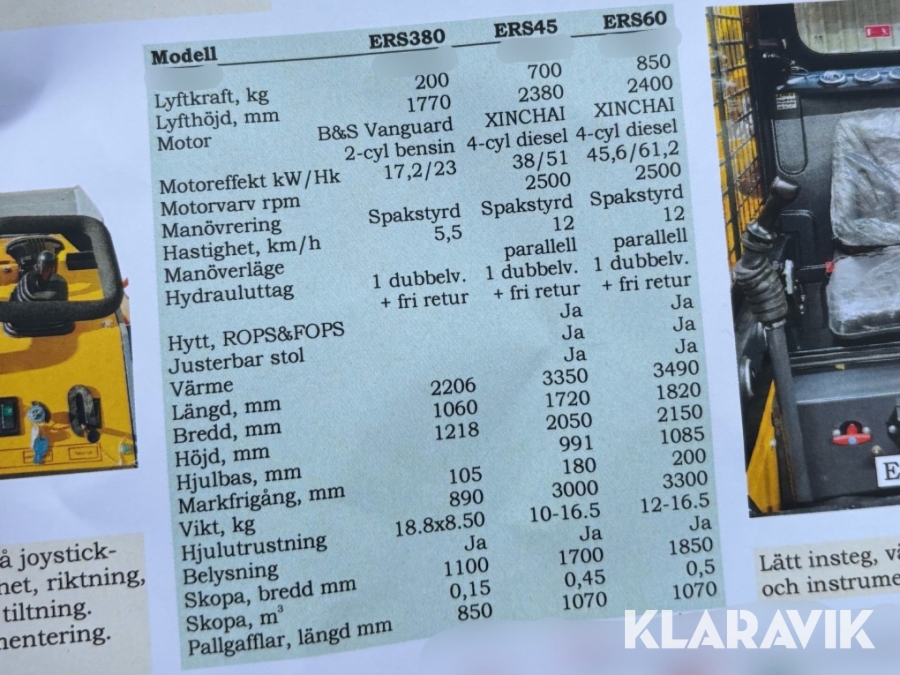 Modell ERS380 ERS45 ERS60
Lyftkraft, kg 200 700 850
Lyfthöjd, mm 1770 2380 2400
Motor B&S Vanguard XINCHAI XINCHAI
2-cyl bensin 4-cyl diesel 4-cyl diesel
Motoreffekt kW/Hk 17,2/23 38/51 45,6/61,2
Motorvarv rpm 2500 2500
Manövrering Spakstyrd Spakstyrd Spakstyrd
Hastighet, km/h 5,5 12 12
Manöverläge parallell parallell
Hydrauluttag 1 dubbelv. 1 dubbelv. 1 dubbelv.
+ fri retur + fri retur + fri retur
Hytt, ROPS&FOPS Ja Ja
Justerbar stol Ja Ja
Värme Ja Ja
Längd, mm 2206 3350 3490
Bredd, mm 1060 1720 1820
Höjd, mm 1218 2050 2150
Hjulbas, mm 991 1085
Markfrigång, mm 105 180 200
Vikt, kg 890 3000 3300
Hjulutrustning 18.8x8.50 10-16.5 12-16.5
Belysning Ja Ja Ja
Skopa, bredd mm 1100 1700 1850
Skopa, m³ 0,15 0,45 0,5
Pallgafflar, längd mm 850 1070 1070
å joystick-
het, riktning,
tiltning.
mentering.
E
Lätt insteg, vä
och instrume
KLARAVIK